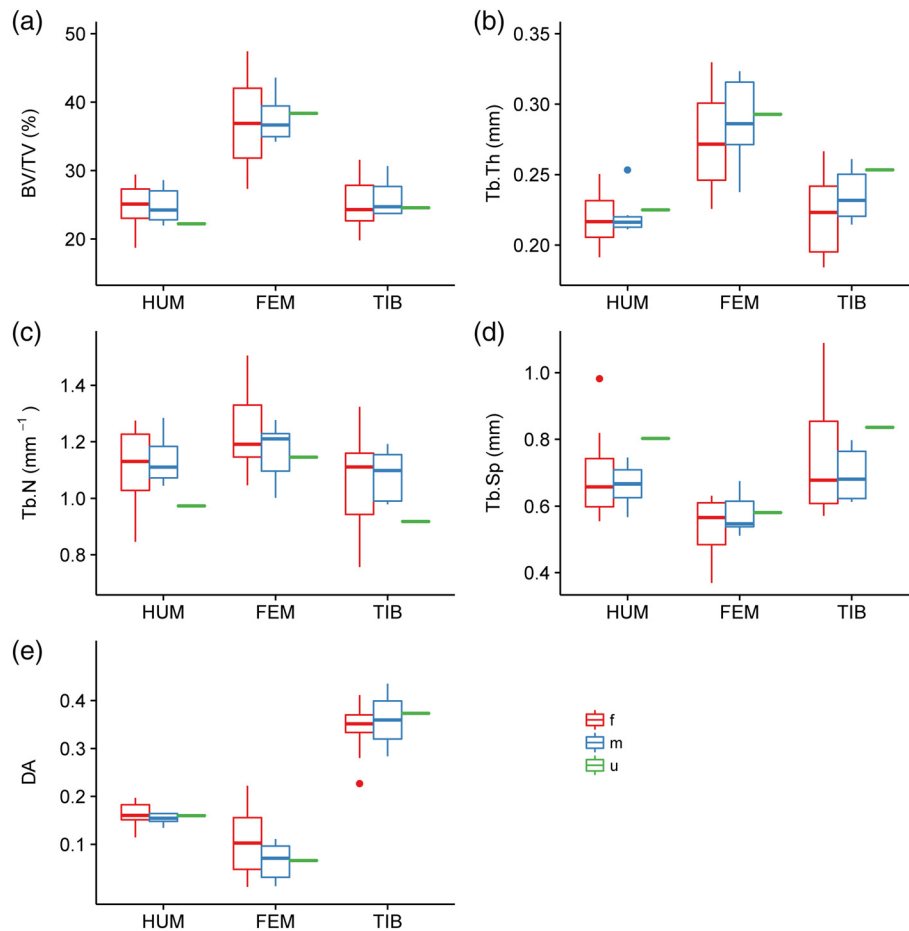 (a)
50
40
30
20
BV/TV (%)
HUM FEM TIB
(b)
0.35
0.30
0.25
0.20
Tb.Th (mm)
HUM FEM TIB
(c)
1.4
1.2
1.0
0.8
Tb.N (mm⁻¹)
HUM FEM TIB
(d)
1.0
0.8
0.6
0.4
Tb.Sp (mm)
HUM FEM TIB
(e)
0.4
0.3
0.2
0.1
DA
HUM FEM TIB
f
m
u